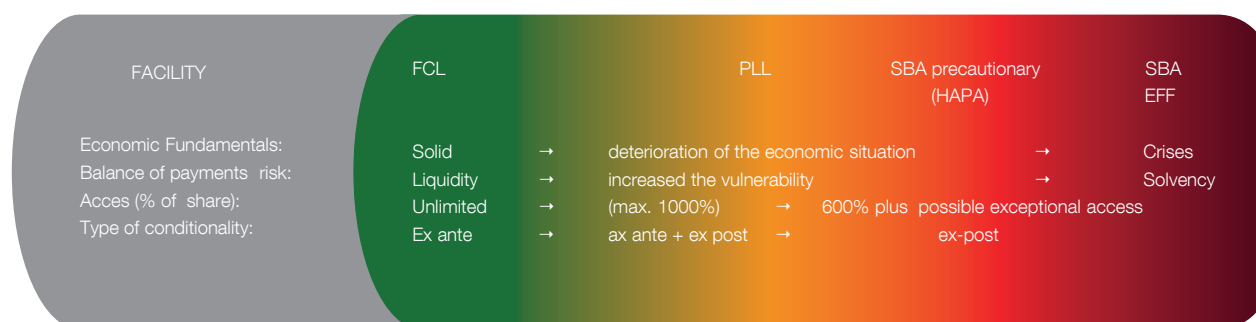 FACILITY FCL PLL SBA precautionary SBA
(HAPA) EFF
Economic Fundamentals: Solid → deterioration of the economic situation → Crises
Balance of payments risk: Liquidity → increased the vulnerability → Solvency
Acces (% of share): Unlimited → (max. 1000%) → 600% plus possible exceptional access
Type of conditionality: Ex ante → ax ante + ex post → ex-post